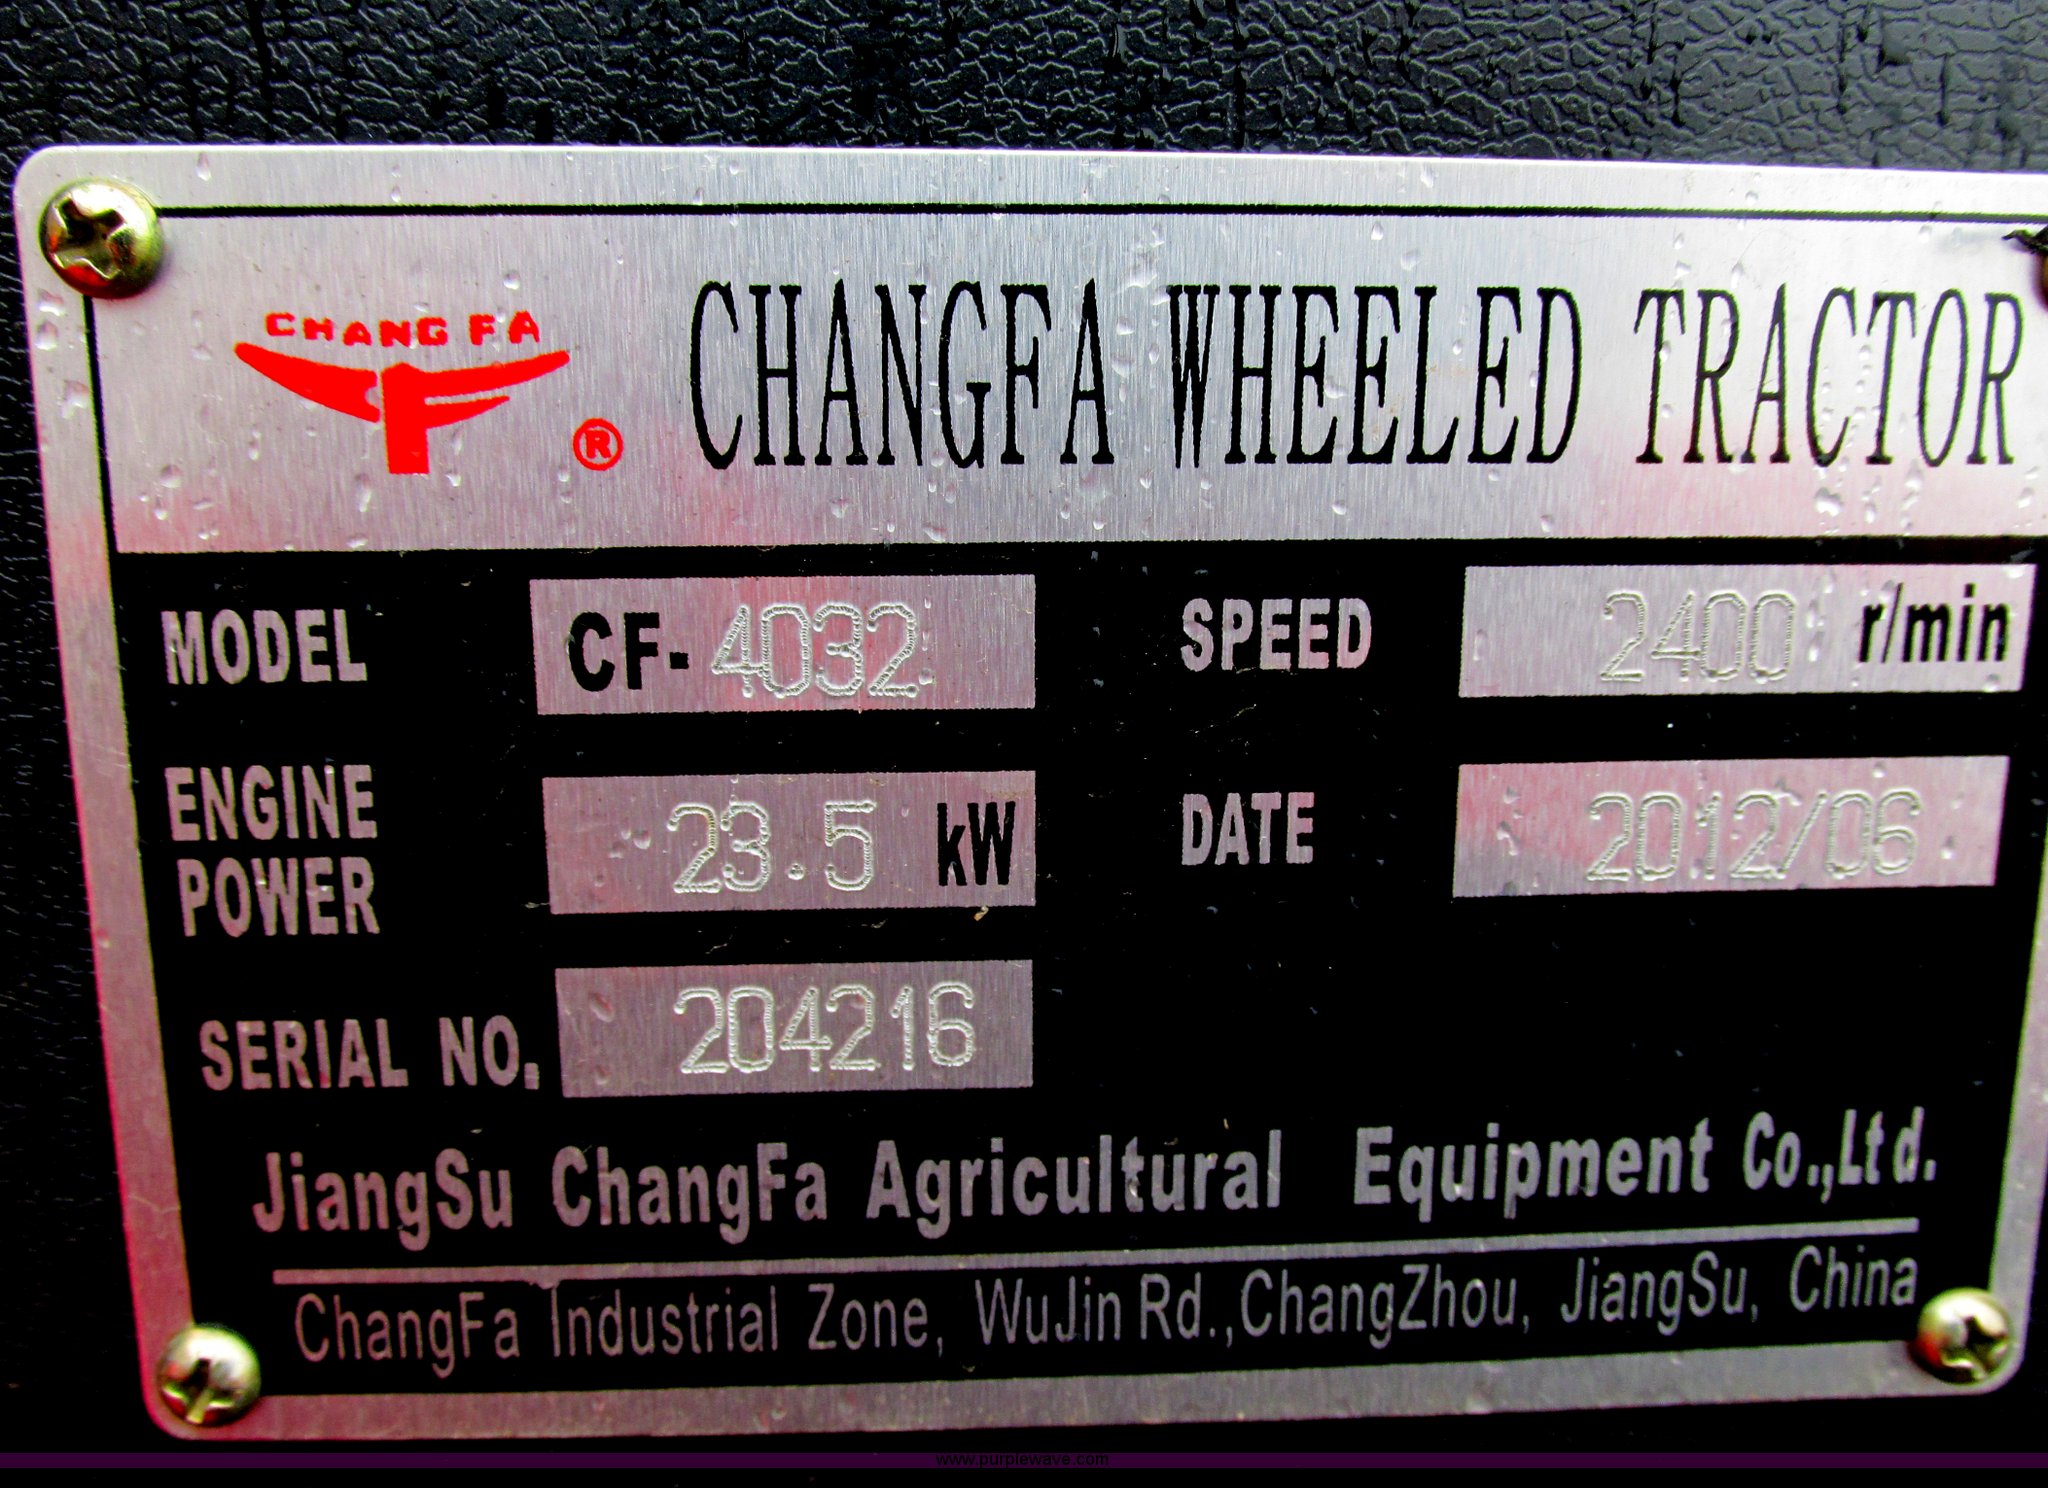 CHANG FA
®
CHANGFA WHEELED TRACTOR
MODEL CF-4032 SPEED 2400 r/min
ENGINE POWER 23.5 kW DATE 2012/06
SERIAL NO. 204216
JiangSu ChangFa Agricultural Equipment Co.,Ltd.
ChangFa Industrial Zone, WuJin Rd.,ChangZhou, JiangSu, China
www.purplewave.com